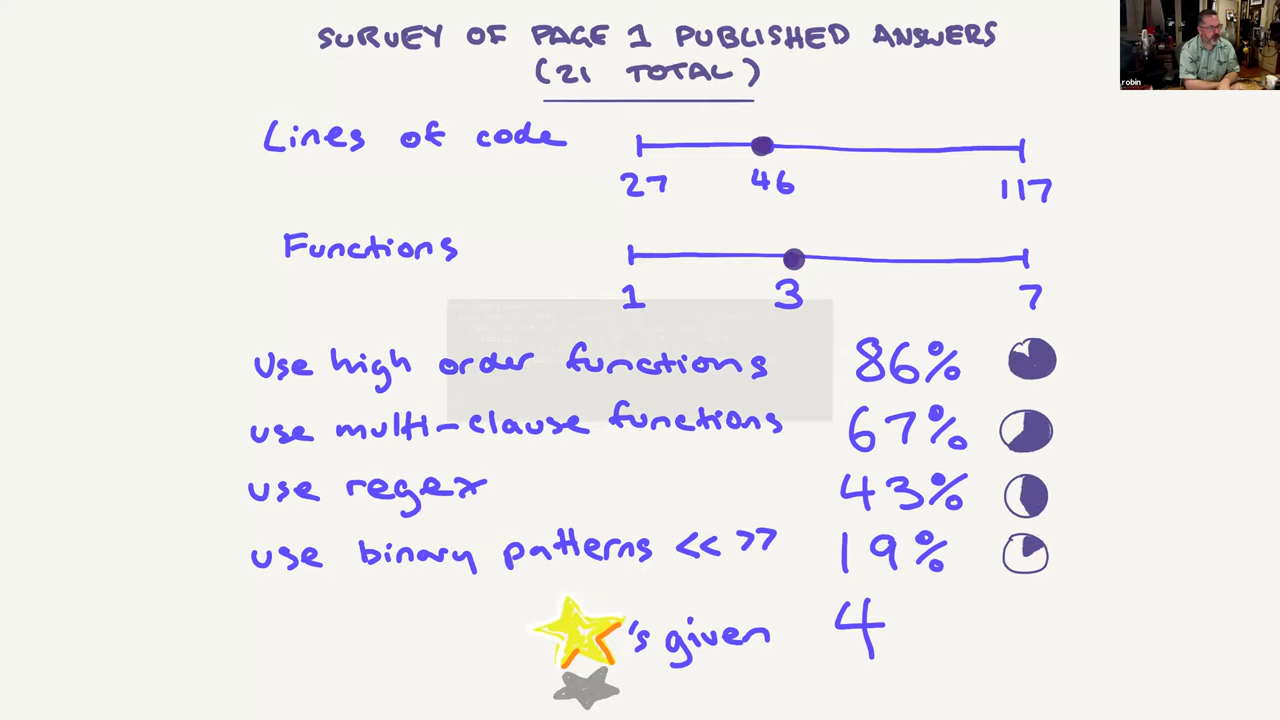 SURVEY OF PAGE 1 PUBLISHED ANSWERS
(21 TOTAL)
Lines of code
27 46 117
Functions
1 3 7
use high order functions 86%
use multi-clause functions 67%
use regex 43%
use binary patterns << >> 19%
's given 4
robin